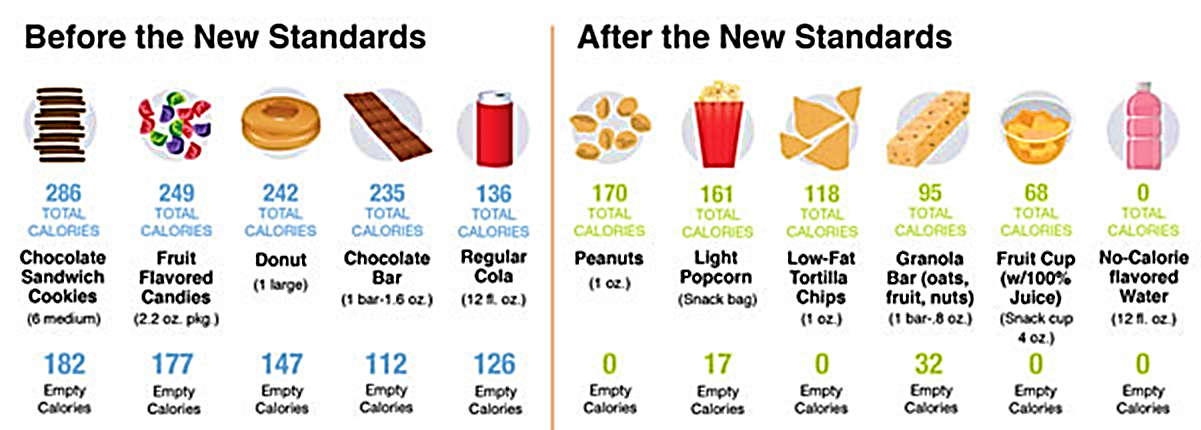 Before the New Standards
286
TOTAL
CALORIES
Chocolate
Sandwich
Cookies
(6 medium)
182
Empty
Calories
249
TOTAL
CALORIES
Fruit
Flavored
Candies
(2.2 oz. pkg.)
177
Empty
Calories
242
TOTAL
CALORIES
Donut
(1 large)
147
Empty
Calories
235
TOTAL
CALORIES
Chocolate
Bar
(1 bar-1.6 oz.)
112
Empty
Calories
136
TOTAL
CALORIES
Regular
Cola
(12 fl. oz.)
126
Empty
Calories
After the New Standards
170
TOTAL
CALORIES
Peanuts
(1 oz.)
0
Empty
Calories
161
TOTAL
CALORIES
Light
Popcorn
(Snack bag)
17
Empty
Calories
118
TOTAL
CALORIES
Low-Fat
Tortilla
Chips
(1 oz.)
0
Empty
Calories
95
TOTAL
CALORIES
Granola
Bar (oats,
fruit, nuts)
(1 bar-.8 oz.)
32
Empty
Calories
68
TOTAL
CALORIES
Fruit Cup
(w/100%
Juice)
(Snack cup
4 oz.)
0
Empty
Calories
0
TOTAL
CALORIES
No-Calorie
flavored
Water
(12 fl. oz.)
0
Empty
Calories